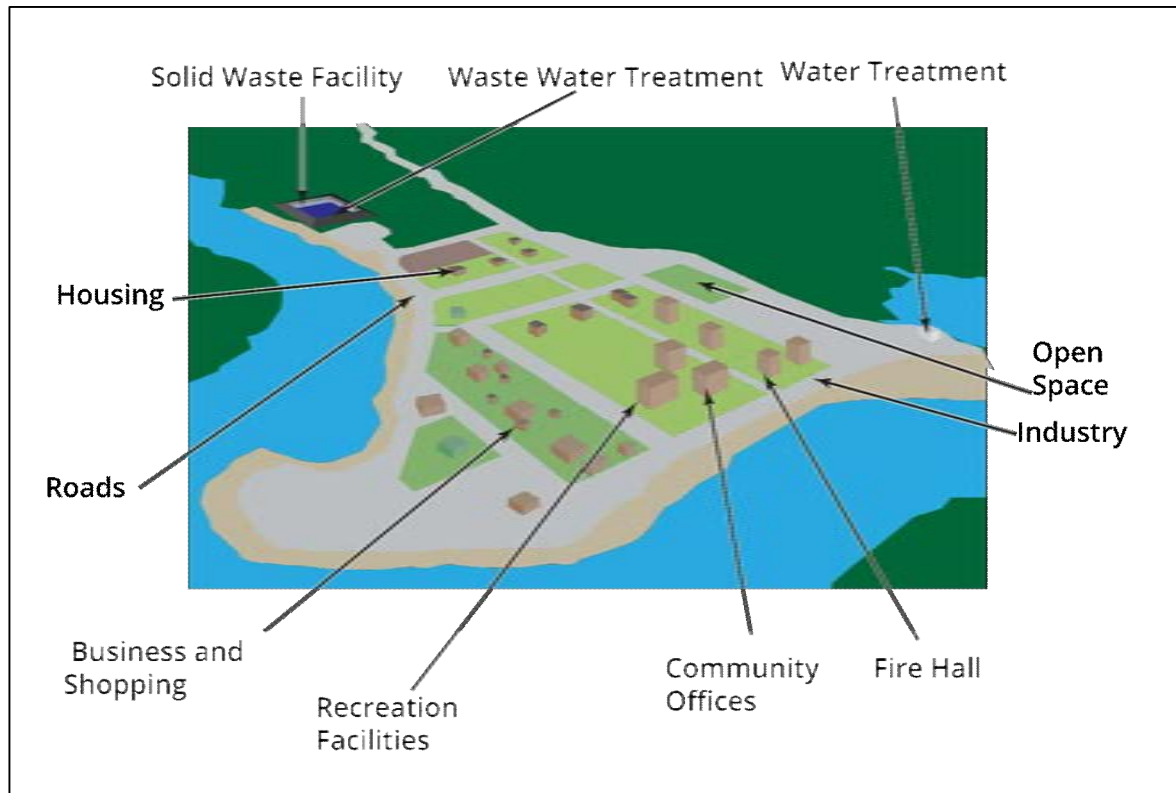 Solid Waste Facility
Waste Water Treatment
Water Treatment
Housing
Open
Space
Industry
Roads
Business and
Shopping
Recreation
Facilities
Community
Offices
Fire Hall